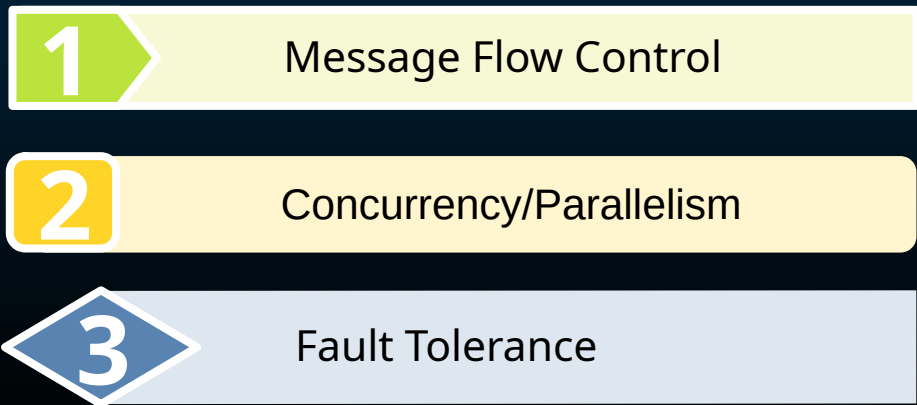 1 Message Flow Control
2 Concurrency/Parallelism
3 Fault Tolerance